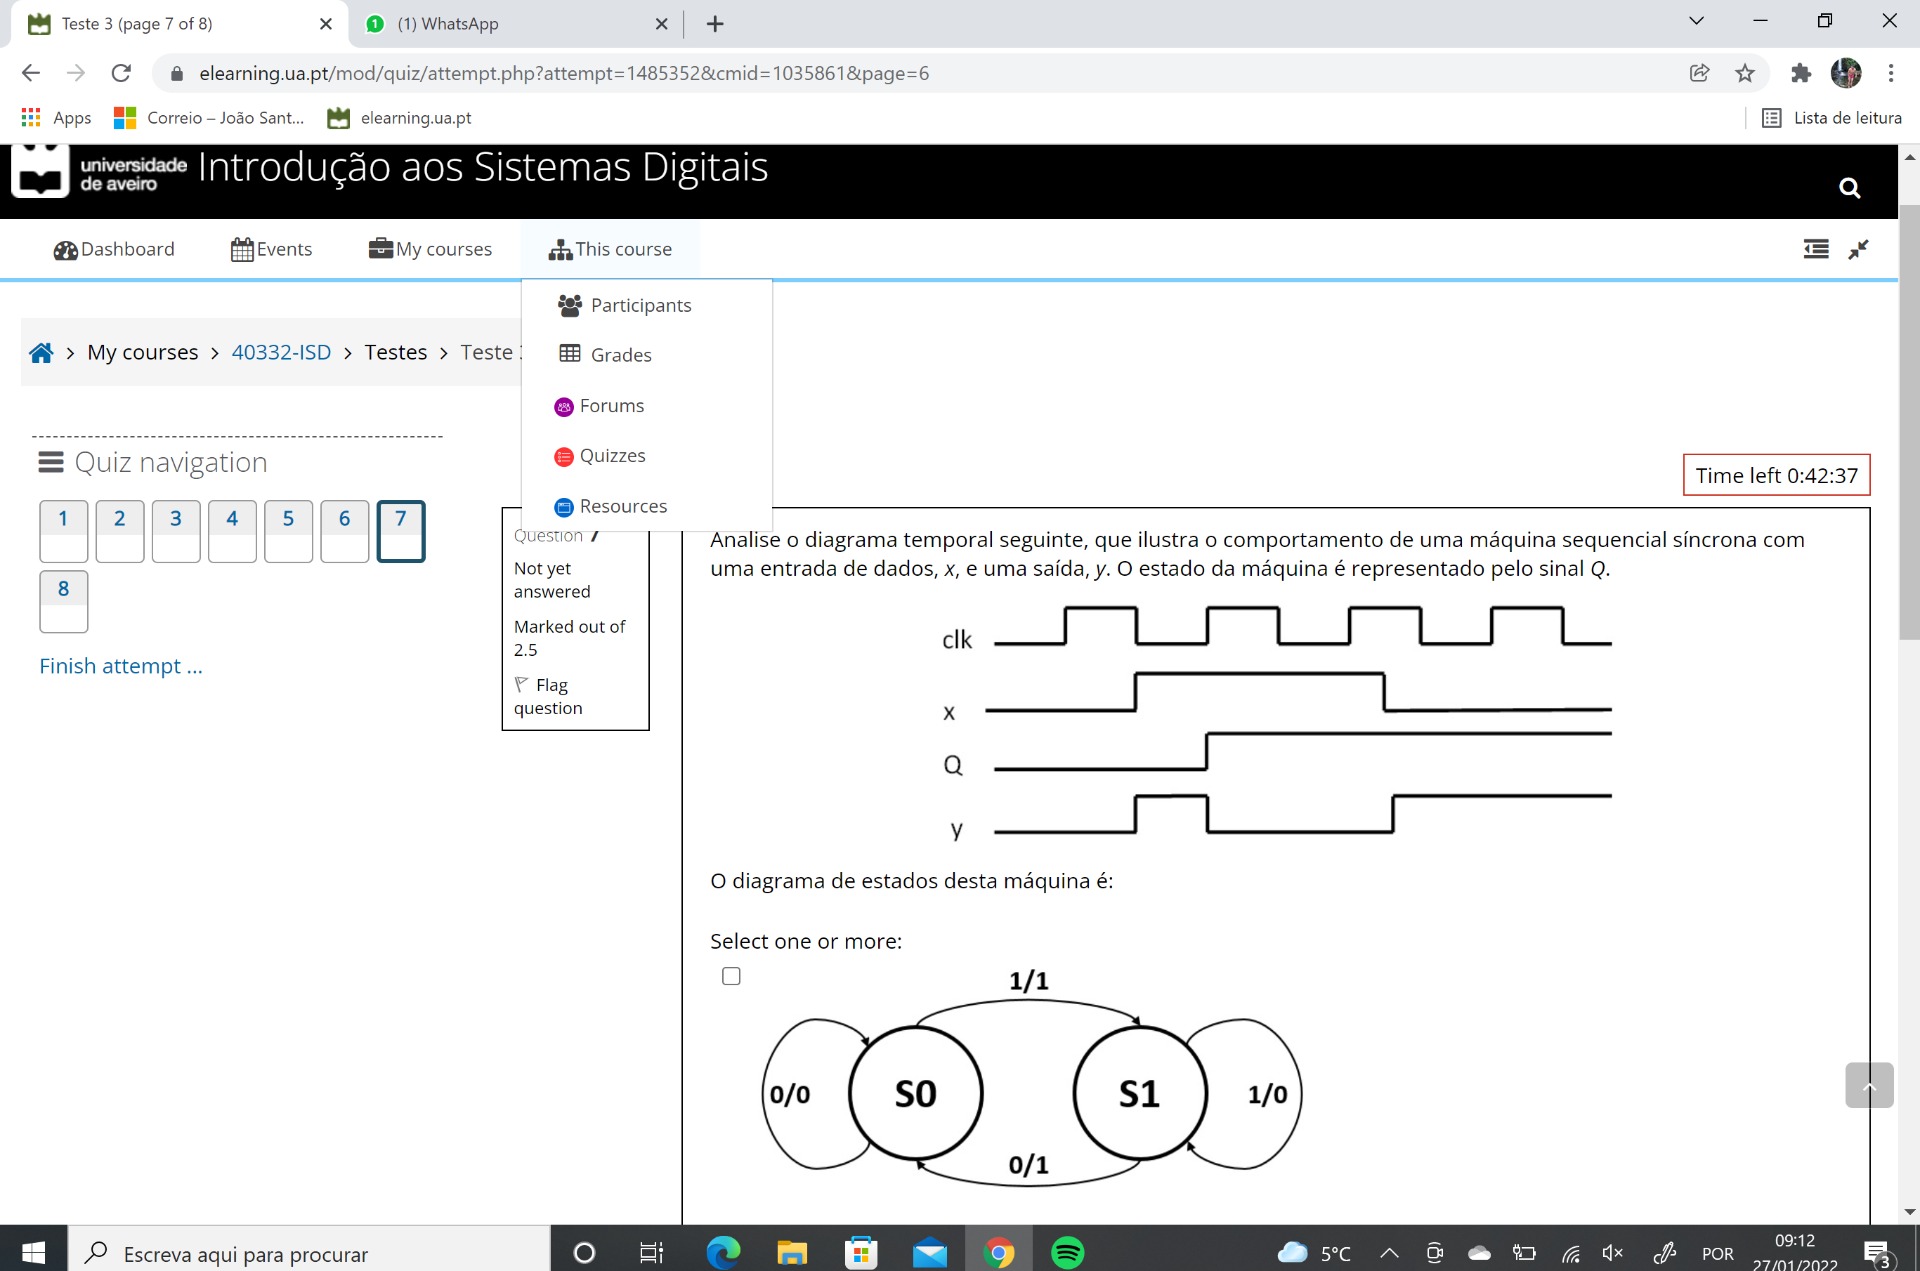 Teste 3 (page 7 of 8)
(1) WhatsApp
elearning.ua.pt/mod/quiz/attempt.php?attempt=1485352&cmid=1035861&page=6
Apps
Correio – João Sant...
elearning.ua.pt
Lista de leitura
universidade
de aveiro
Introdução aos Sistemas Digitais
Dashboard
Events
My courses
This course
Participants
Grades
Forums
Quizzes
Resources
> My courses > 40332-ISD > Testes > Teste
Quiz navigation
1 2 3 4 5 6 7
8
Finish attempt ...
Time left 0:42:37
Question 7
Not yet
answered
Marked out of
2.5
Flag
question
Analise o diagrama temporal seguinte, que ilustra o comportamento de uma máquina sequencial síncrona com
uma entrada de dados, x, e uma saída, y. O estado da máquina é representado pelo sinal Q.
clk
x
Q
y
O diagrama de estados desta máquina é:
Select one or more:
1/1
0/0
S0
S1
1/0
0/1
Escreva aqui para procurar
5°C
POR
09:12
27/01/2022
3